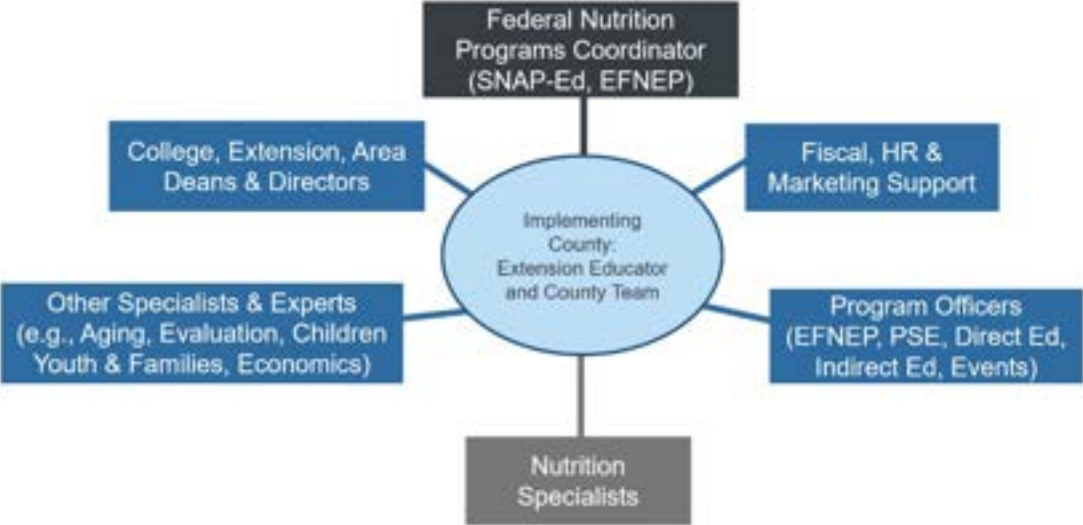 Federal Nutrition
Programs Coordinator
(SNAP-Ed, EFNEP)
College, Extension, Area
Deans & Directors
Fiscal, HR &
Marketing Support
Implementing
County:
Extension Educator
and County Team
Other Specialists & Experts
(e.g., Aging, Evaluation, Children
Youth & Families, Economics)
Program Officers
(EFNEP, PSE, Direct Ed,
Indirect Ed, Events)
Nutrition
Specialists